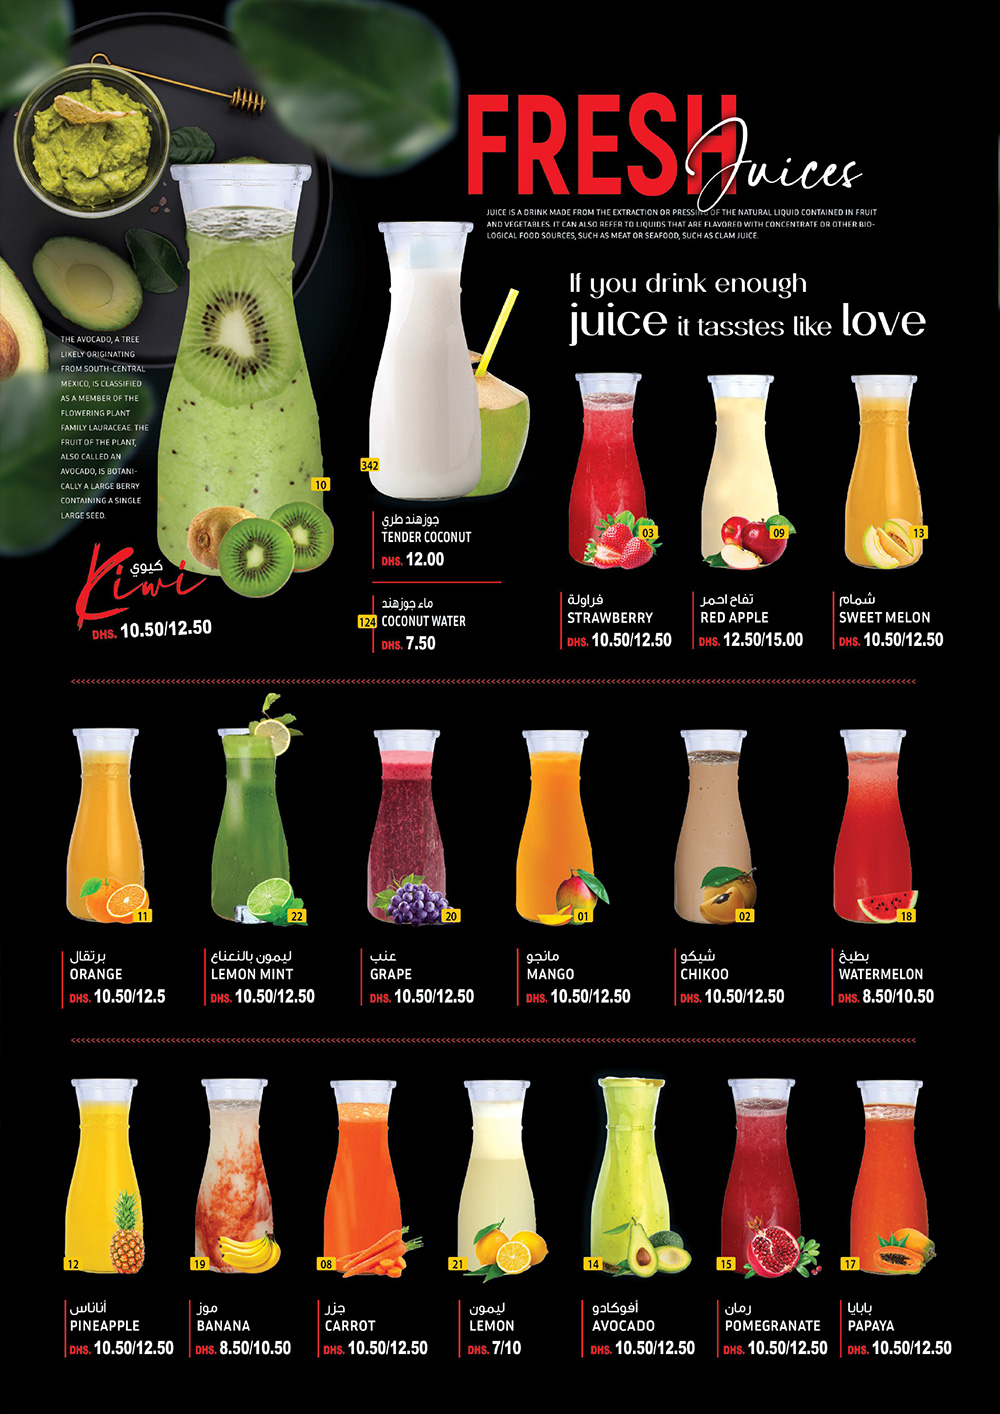 FRESH
Juices
JUICE IS A DRINK MADE FROM THE EXTRACTION OR PRESSING OF THE NATURAL LIQUID CONTAINED IN FRUIT
AND VEGETABLES. IT CAN ALSO REFER TO LIQUIDS THAT ARE FLAVORED WITH CONCENTRATE OR OTHER BIO-
LOGICAL FOOD SOURCES, SUCH AS MEAT OR SEAFOOD, SUCH AS CLAM JUICE.
If you drink enough
juice it tasstes like love
THE AVOCADO, A TREE
LIKELY ORIGINATING
FROM SOUTH-CENTRAL
MEXICO, IS CLASSIFIED
AS A MEMBER OF THE
FLOWERING PLANT
FAMILY LAURACEAE. THE
FRUIT OF THE PLANT,
ALSO CALLED AN
AVOCADO, IS BOTANI-
CALLY A LARGE BERRY
CONTAINING A SINGLE
LARGE SEED.
10
كيوي
Kiwi
DHS. 10.50/12.50
342
جوزهند طري
TENDER COCONUT
DHS. 12.00
ماء جوزهند
124 COCONUT WATER
DHS. 7.50
03
فراولة
STRAWBERRY
DHS. 10.50/12.50
09
تفاح احمر
RED APPLE
DHS. 12.50/15.00
13
شمام
SWEET MELON
DHS. 10.50/12.50
11
برتقال
ORANGE
DHS. 10.50/12.5
22
ليمون بالنعناع
LEMON MINT
DHS. 10.50/12.50
20
عنب
GRAPE
DHS. 10.50/12.50
01
مانجو
MANGO
DHS. 10.50/12.50
02
شيكو
CHIKOO
DHS. 10.50/12.50
18
بطيخ
WATERMELON
DHS. 8.50/10.50
12
أناناس
PINEAPPLE
DHS. 10.50/12.50
19
موز
BANANA
DHS. 8.50/10.50
08
جزر
CARROT
DHS. 10.50/12.50
21
ليمون
LEMON
DHS. 7/10
14
أفوكادو
AVOCADO
DHS. 10.50/12.50
15
رمان
POMEGRANATE
DHS. 10.50/12.50
17
بابايا
PAPAYA
DHS. 10.50/12.50